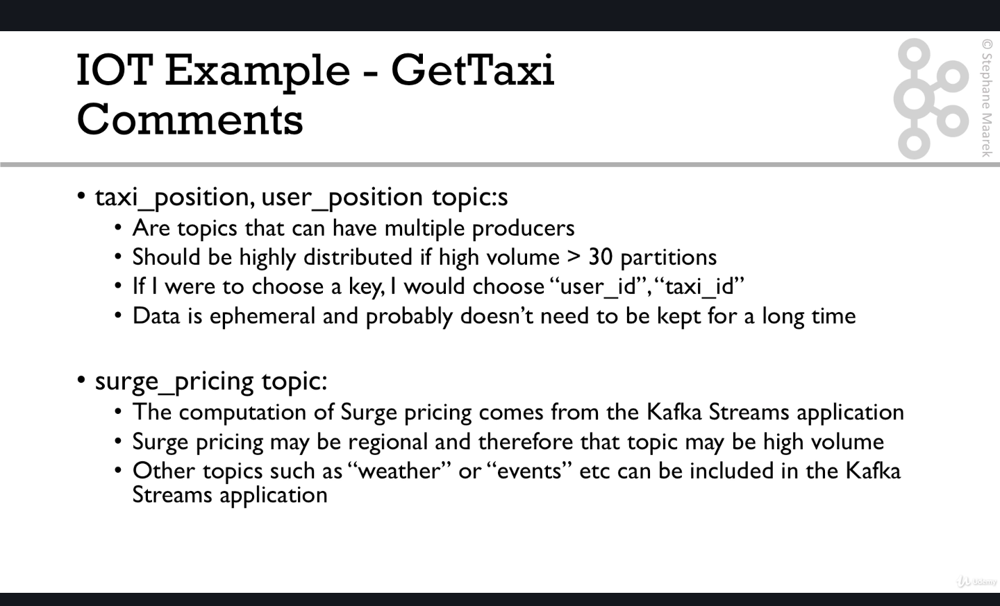 IOT Example - GetTaxi
Comments
© Stephane Maarek
• taxi_position, user_position topic:s
• Are topics that can have multiple producers
• Should be highly distributed if high volume > 30 partitions
• If I were to choose a key, I would choose “user_id”, “taxi_id”
• Data is ephemeral and probably doesn’t need to be kept for a long time
• surge_pricing topic:
• The computation of Surge pricing comes from the Kafka Streams application
• Surge pricing may be regional and therefore that topic may be high volume
• Other topics such as “weather” or “events” etc can be included in the Kafka
Streams application
Udemy